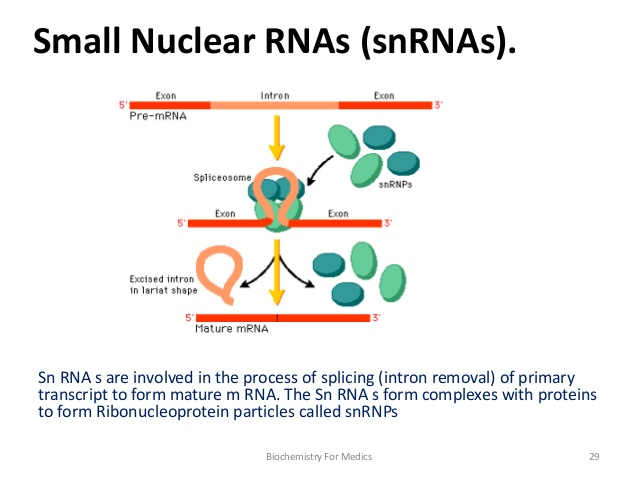 Small Nuclear RNAs (snRNAs).
Exon Intron Exon
5' 3'
Pre-mRNA
Spliceosome
snRNPs
Exon Exon
5' 3'
Excised intron
in lariat shape
5' 3'
Mature mRNA
Sn RNA s are involved in the process of splicing (intron removal) of primary
transcript to form mature m RNA. The Sn RNA s form complexes with proteins
to form Ribonucleoprotein particles called snRNPs
Biochemistry For Medics 29